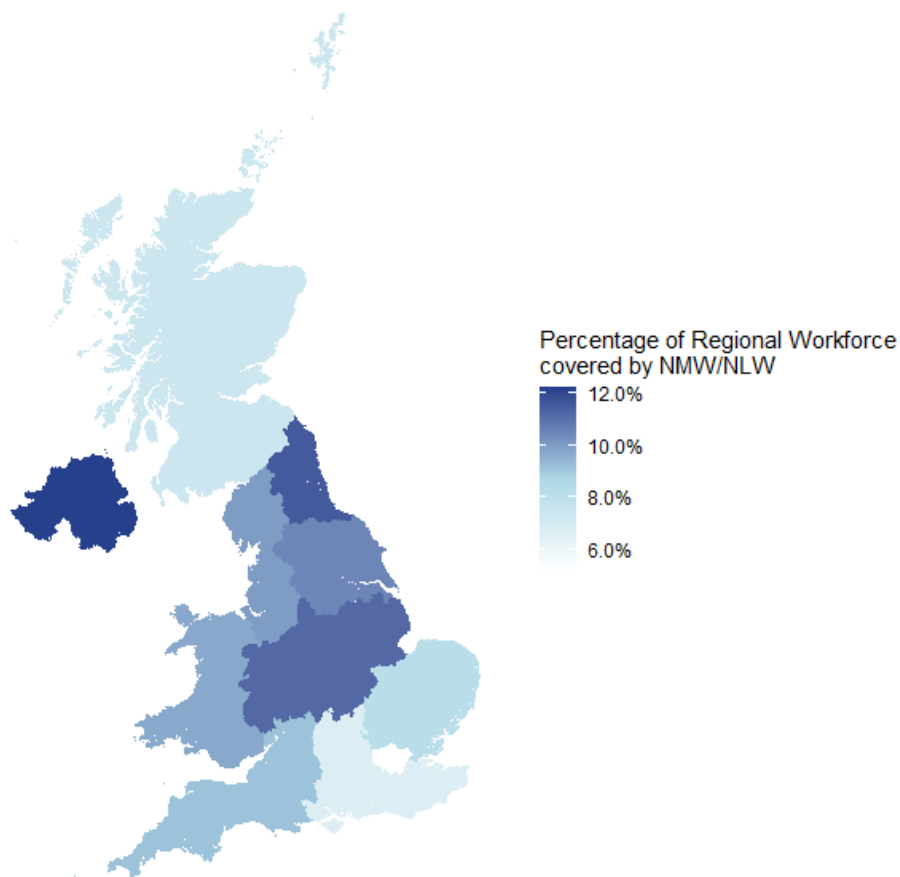 Percentage of Regional Workforce
covered by NMW/NLW
12.0%
10.0%
8.0%
6.0%